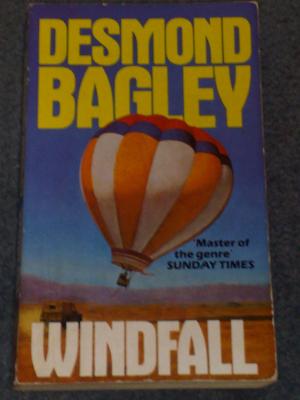 DESMOND
BAGLEY
'Master of
the genre'
SUNDAY TIMES
WINDFALL